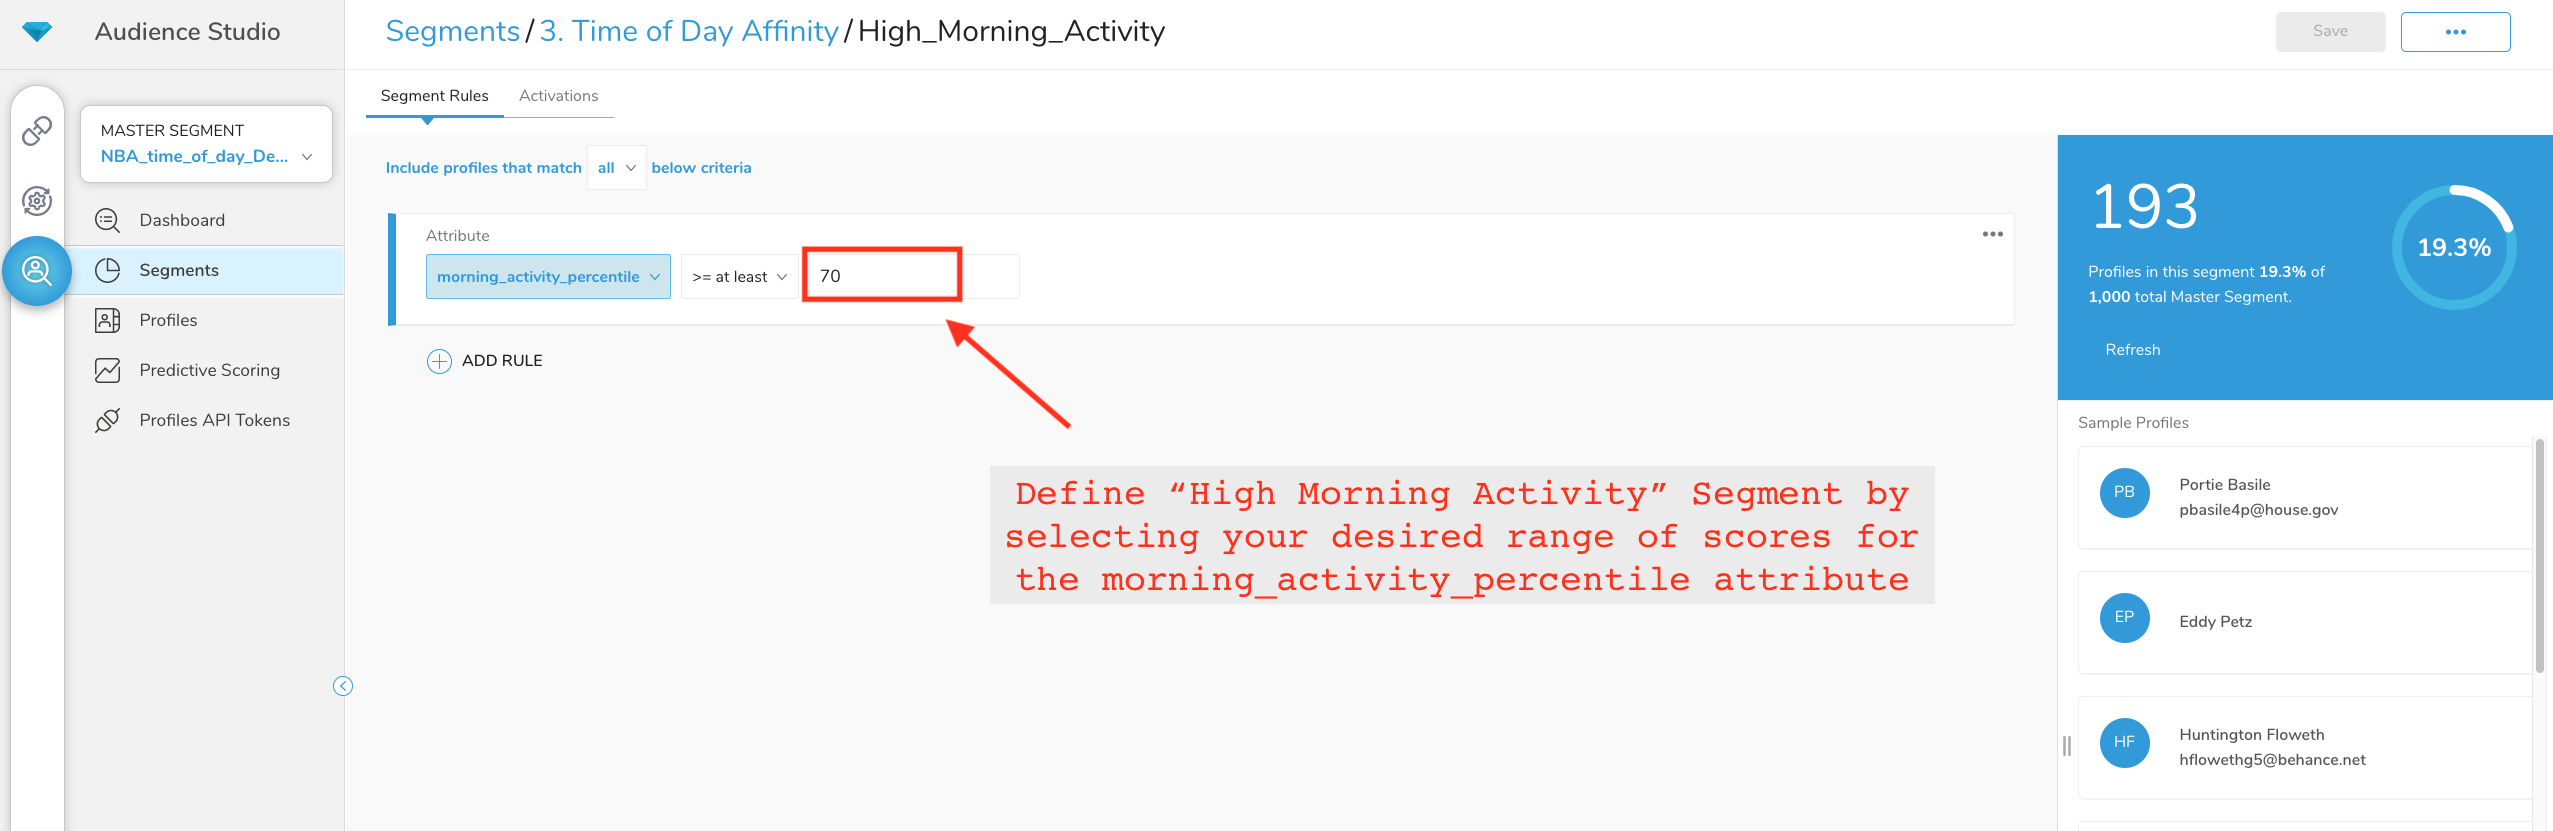 Audience Studio
Segments / 3. Time of Day Affinity / High_Morning_Activity
Save
MASTER SEGMENT
NBA_time_of_day_De...
Dashboard
Segments
Profiles
Predictive Scoring
Profiles API Tokens
Segment Rules
Activations
Include profiles that match all below criteria
Attribute
morning_activity_percentile >= at least 70
ADD RULE
Define “High Morning Activity” Segment by
selecting your desired range of scores for
the morning_activity_percentile attribute
193
19.3%
Profiles in this segment 19.3% of
1,000 total Master Segment.
Refresh
Sample Profiles
PB
Portie Basile
pbasile4p@house.gov
EP
Eddy Petz
HF
Huntington Floweth
hflowethg5@behance.net